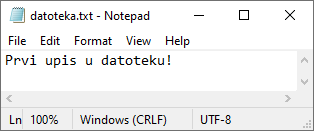 datoteka.txt - Notepad
File Edit Format View Help
Prvi upis u datoteku!
Ln 100% Windows (CRLF) UTF-8